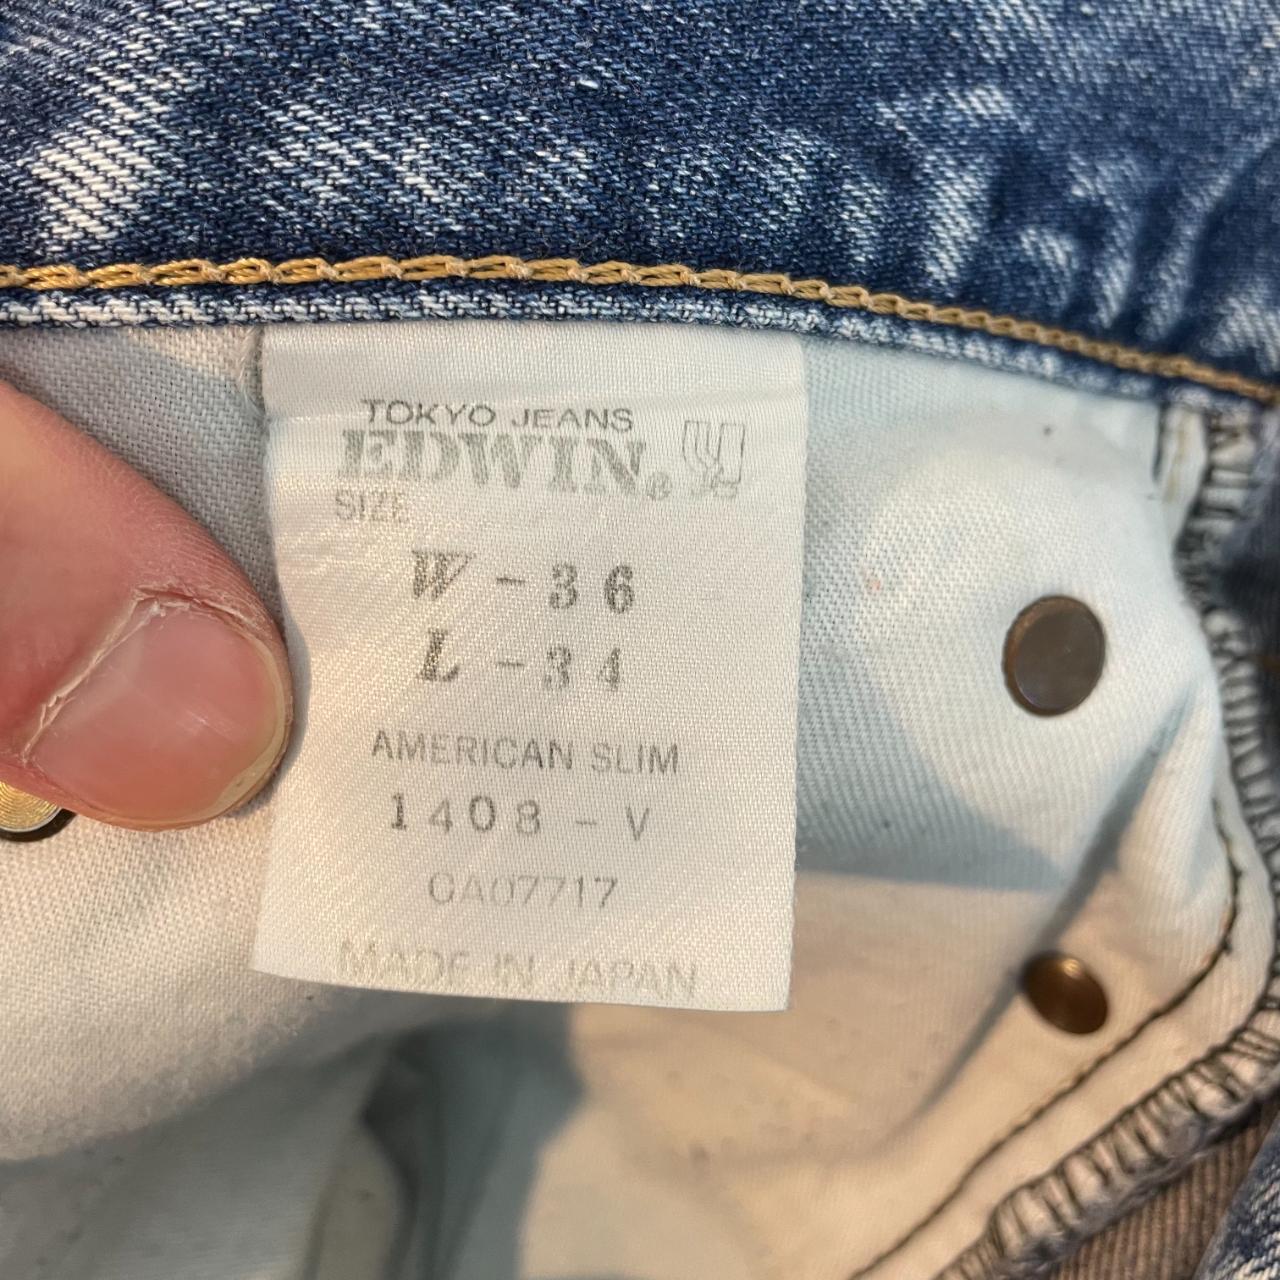 TOKYO JEANS
EDWIN®
SIZE
W - 36
L - 34
AMERICAN SLIM
1408 - V
CA07717
MADE IN JAPAN